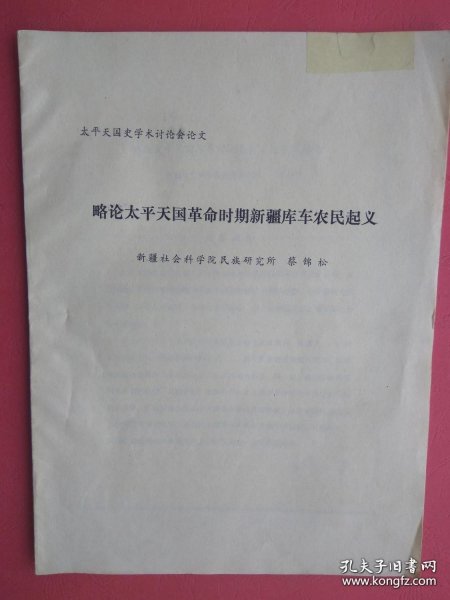 太平天国史学术讨论会论文
略论太平天国革命时期新疆库车农民起义
新疆社会科学院民族研究所 蔡锦松
孔夫子旧书网
www.kongfz.com